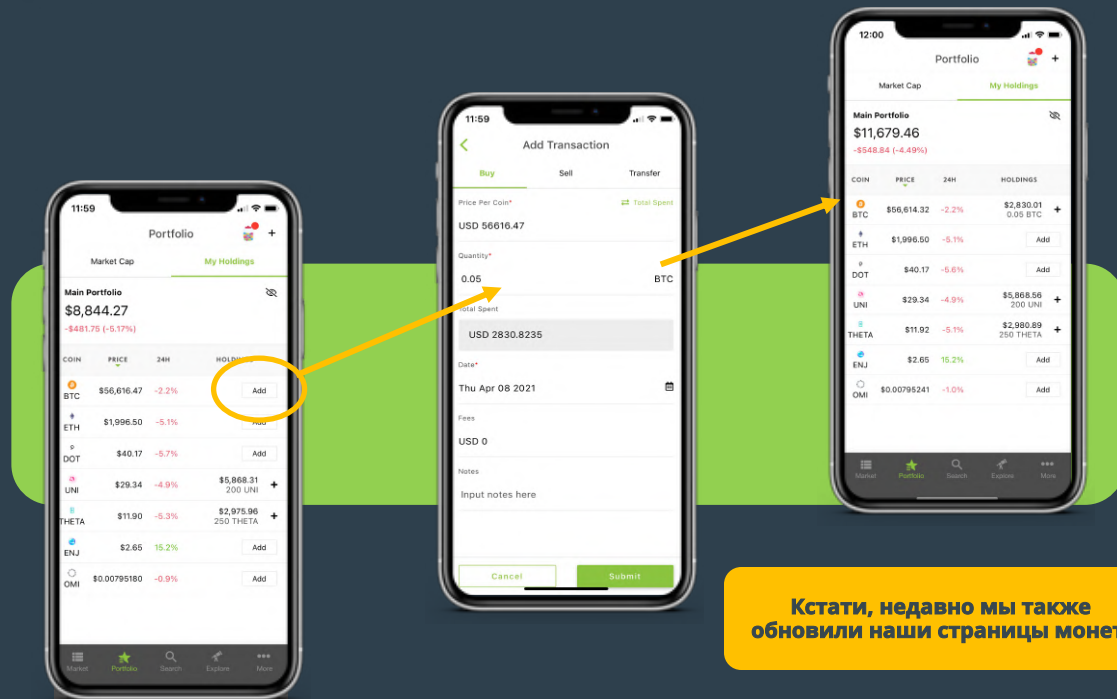 11:59
Portfolio
+
Market Cap
My Holdings
Main Portfolio
$8,844.27
-$481.75 (-5.17%)
COIN PRICE 24H HOLDINGS
BTC $56,616.47 -2.2% Add
ETH $1,996.50 -5.1% Add
DOT $40.17 -5.7% Add
UNI $29.34 -4.9% $5,868.31 +
200 UNI
THETA $11.90 -5.3% $2,975.96 +
250 THETA
ENJ $2.65 15.2% Add
OMI $0.00795180 -0.9% Add
Market Portfolio Search Explore More
11:59
Add Transaction
Buy Sell Transfer
Price Per Coin* Total Spent
USD 56616.47
Quantity*
0.05 BTC
Total Spent
USD 2830.8235
Date*
Thu Apr 08 2021
Fees
USD 0
Notes
Input notes here
Cancel Submit
12:00
Portfolio
+
Market Cap
My Holdings
Main Portfolio
$11,679.46
-$548.84 (-4.49%)
COIN PRICE 24H HOLDINGS
BTC $56,614.32 -2.2% $2,830.01 +
0.05 BTC
ETH $1,996.50 -5.1% Add
DOT $40.17 -5.6% Add
UNI $29.34 -4.9% $5,868.56 +
200 UNI
THETA $11.92 -5.1% $2,980.89 +
250 THETA
ENJ $2.65 15.2% Add
OMI $0.00795241 -1.0% Add
Market Portfolio Search Explore More
Кстати, недавно мы также
обновили наши страницы монет